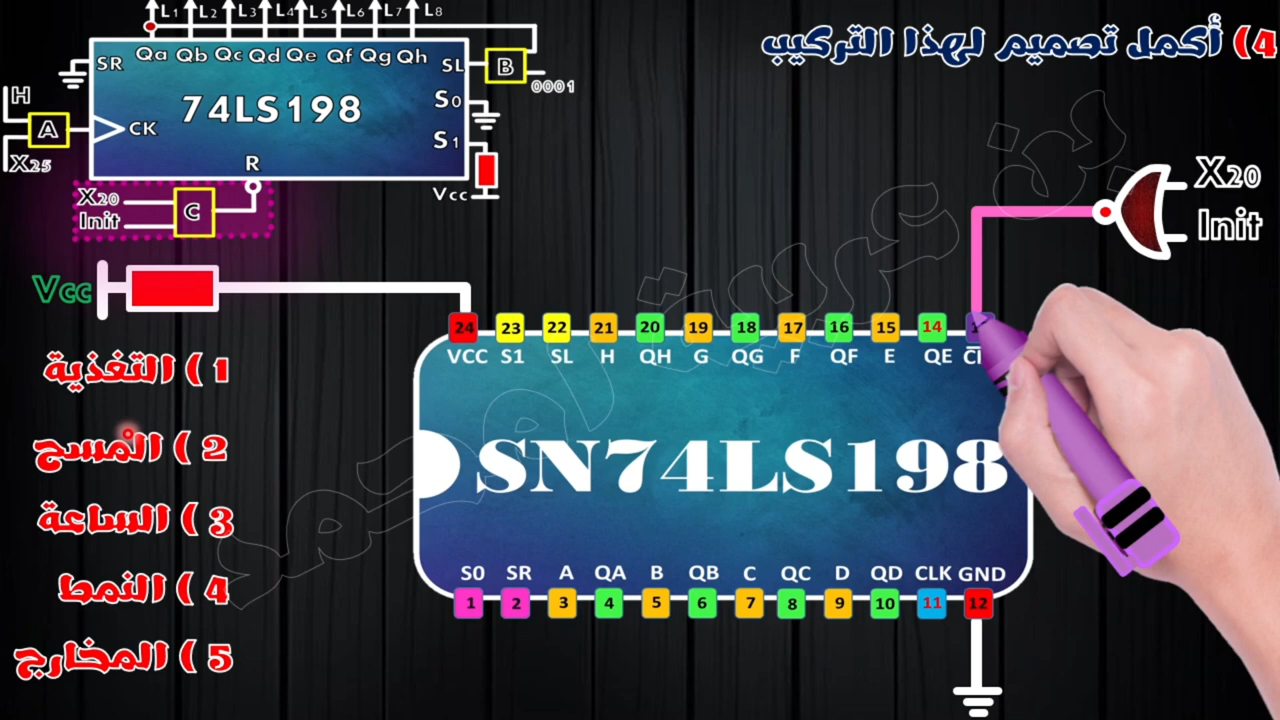 4) أكمل تصميم لهذا التركيب
L1 L2 L3 L4 L5 L6 L7 L8
SR Qa Qb Qc Qd Qe Qf Qg Qh SL B
0001
74LS198 S0
H
A CK S1
X25
R
Vcc
X20
Init
C
X20
Init
Vcc
24 23 22 21 20 19 18 17 16 15 14
VCC S1 SL H QH G QG F QF E QE
1) التغذية
2) المسح
3) الساعة
4) النمط
5) المخارج
SN74LS198
S0 SR A QA B QB C QC D QD CLK GND
1 2 3 4 5 6 7 8 9 10 11 12
بن عربية امحمد